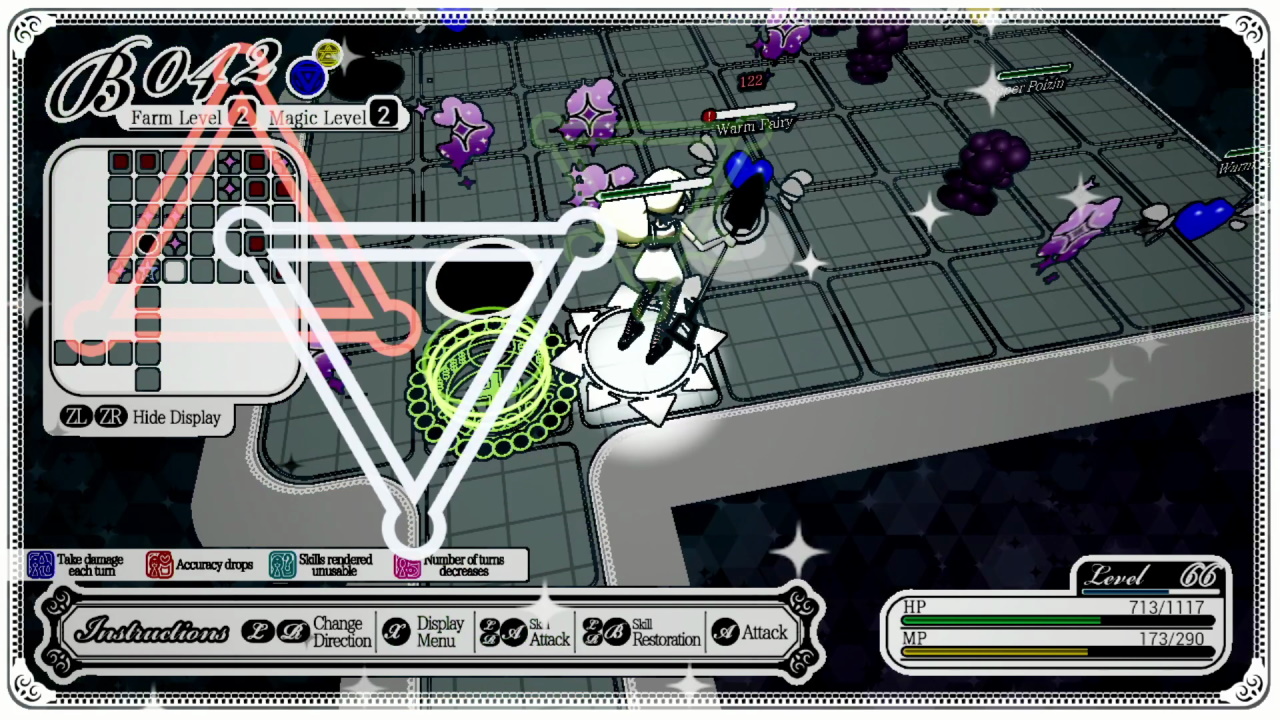 B042
Farm Level 2 Magic Level 2
122
Warm Fairy
Poizin
ZL ZR Hide Display
Take damage each turn
Accuracy drops
Skills rendered unusable
Number of turns decreases
Instructions
L R Change Direction
X Display Menu
A Skill Attack
B Skill Restoration
A Attack
Level 66
HP 713/1117
MP 173/290